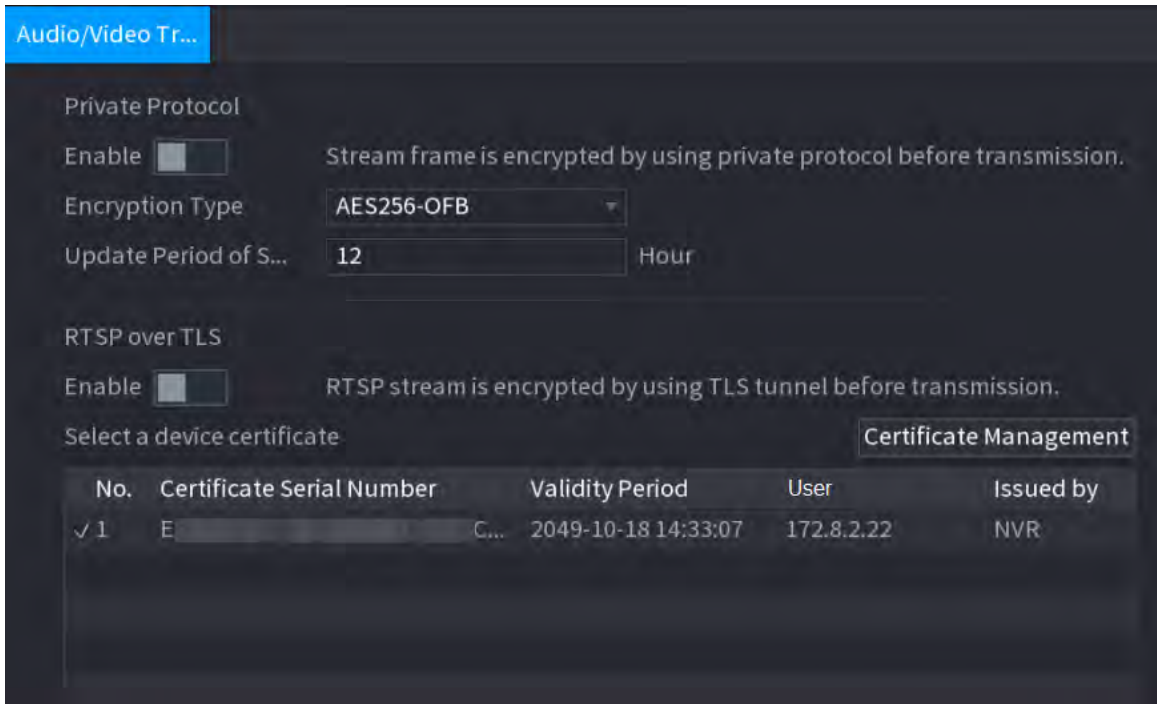 Audio/Video Tr...
Private Protocol
Enable Stream frame is encrypted by using private protocol before transmission.
Encryption Type AES256-OFB
Update Period of S... 12 Hour
RTSP over TLS
Enable RTSP stream is encrypted by using TLS tunnel before transmission.
Select a device certificate Certificate Management
No. Certificate Serial Number Validity Period User Issued by
✓ 1 E C... 2049-10-18 14:33:07 172.8.2.22 NVR